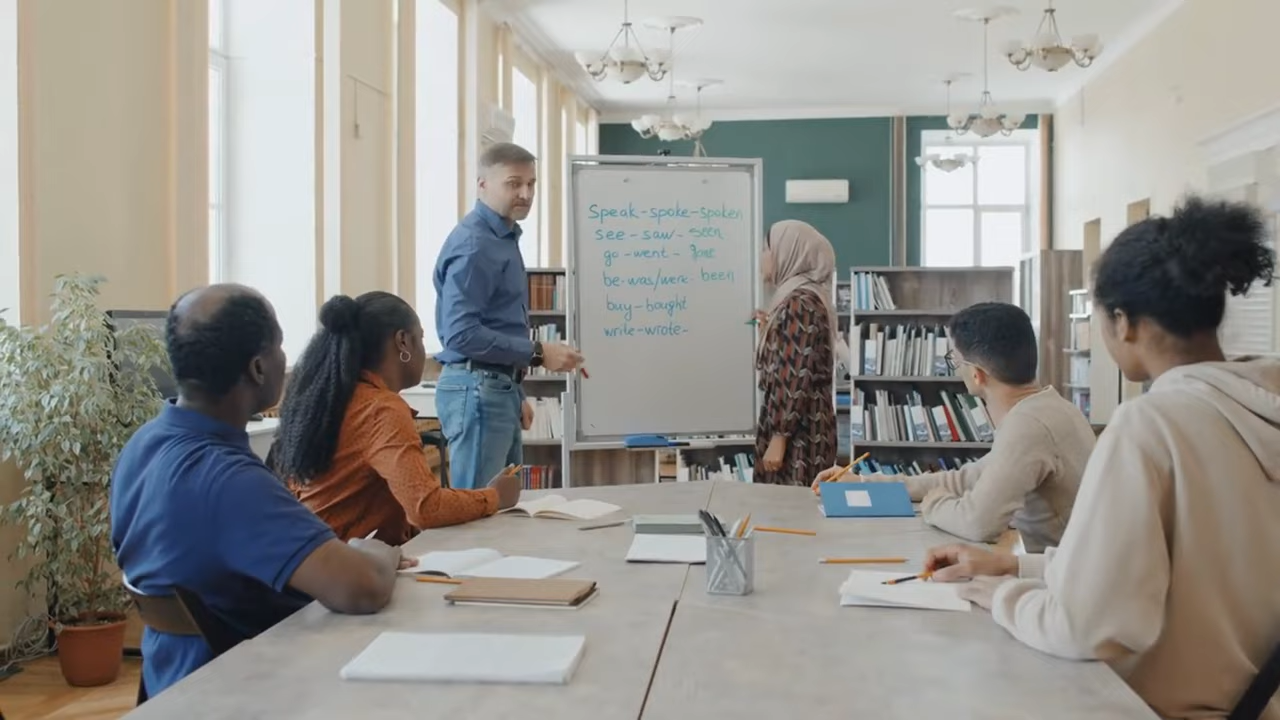 Speak-spoke-spoken
see-saw-seen
go-went-gone
be-was/were-been
buy-bought
write-wrote-